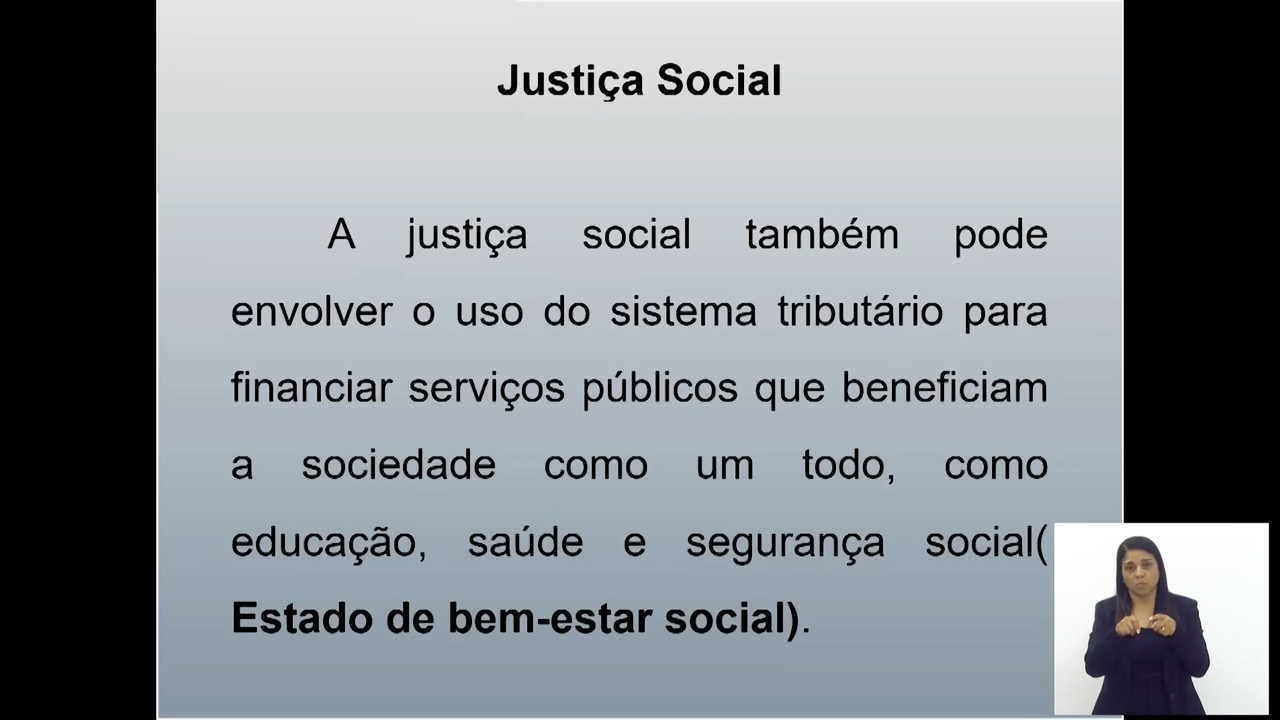 Justiça Social
A justiça social também pode
envolver o uso do sistema tributário para
financiar serviços públicos que beneficiam
a sociedade como um todo, como
educação, saúde e segurança social(
Estado de bem-estar social).